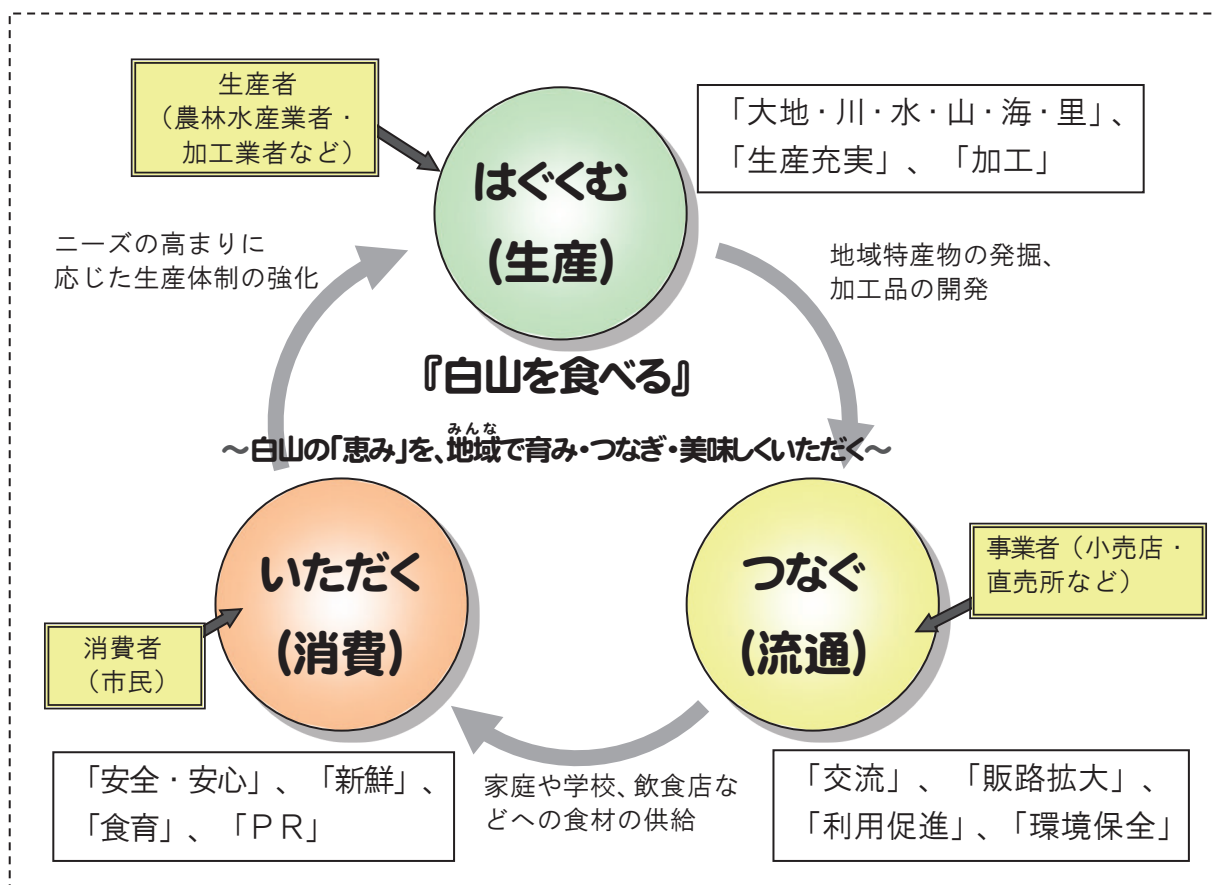 生産者
（農林水産業者・
加工業者など）
「大地・川・水・山・海・里」、
「生産充実」、「加工」
はぐくむ
(生産)
ニーズの高まりに
応じた生産体制の強化
地域特産物の発掘、
加工品の開発
『白山を食べる』
みんな
～白山の「恵み」を、地域で育み・つなぎ・美味しくいただく～
いただく
(消費)
つなぐ
(流通)
事業者（小売店・
直売所など）
消費者
（市民）
「安全・安心」、「新鮮」、
「食育」、「ＰＲ」
家庭や学校、飲食店な
どへの食材の供給
「交流」、「販路拡大」、
「利用促進」、「環境保全」